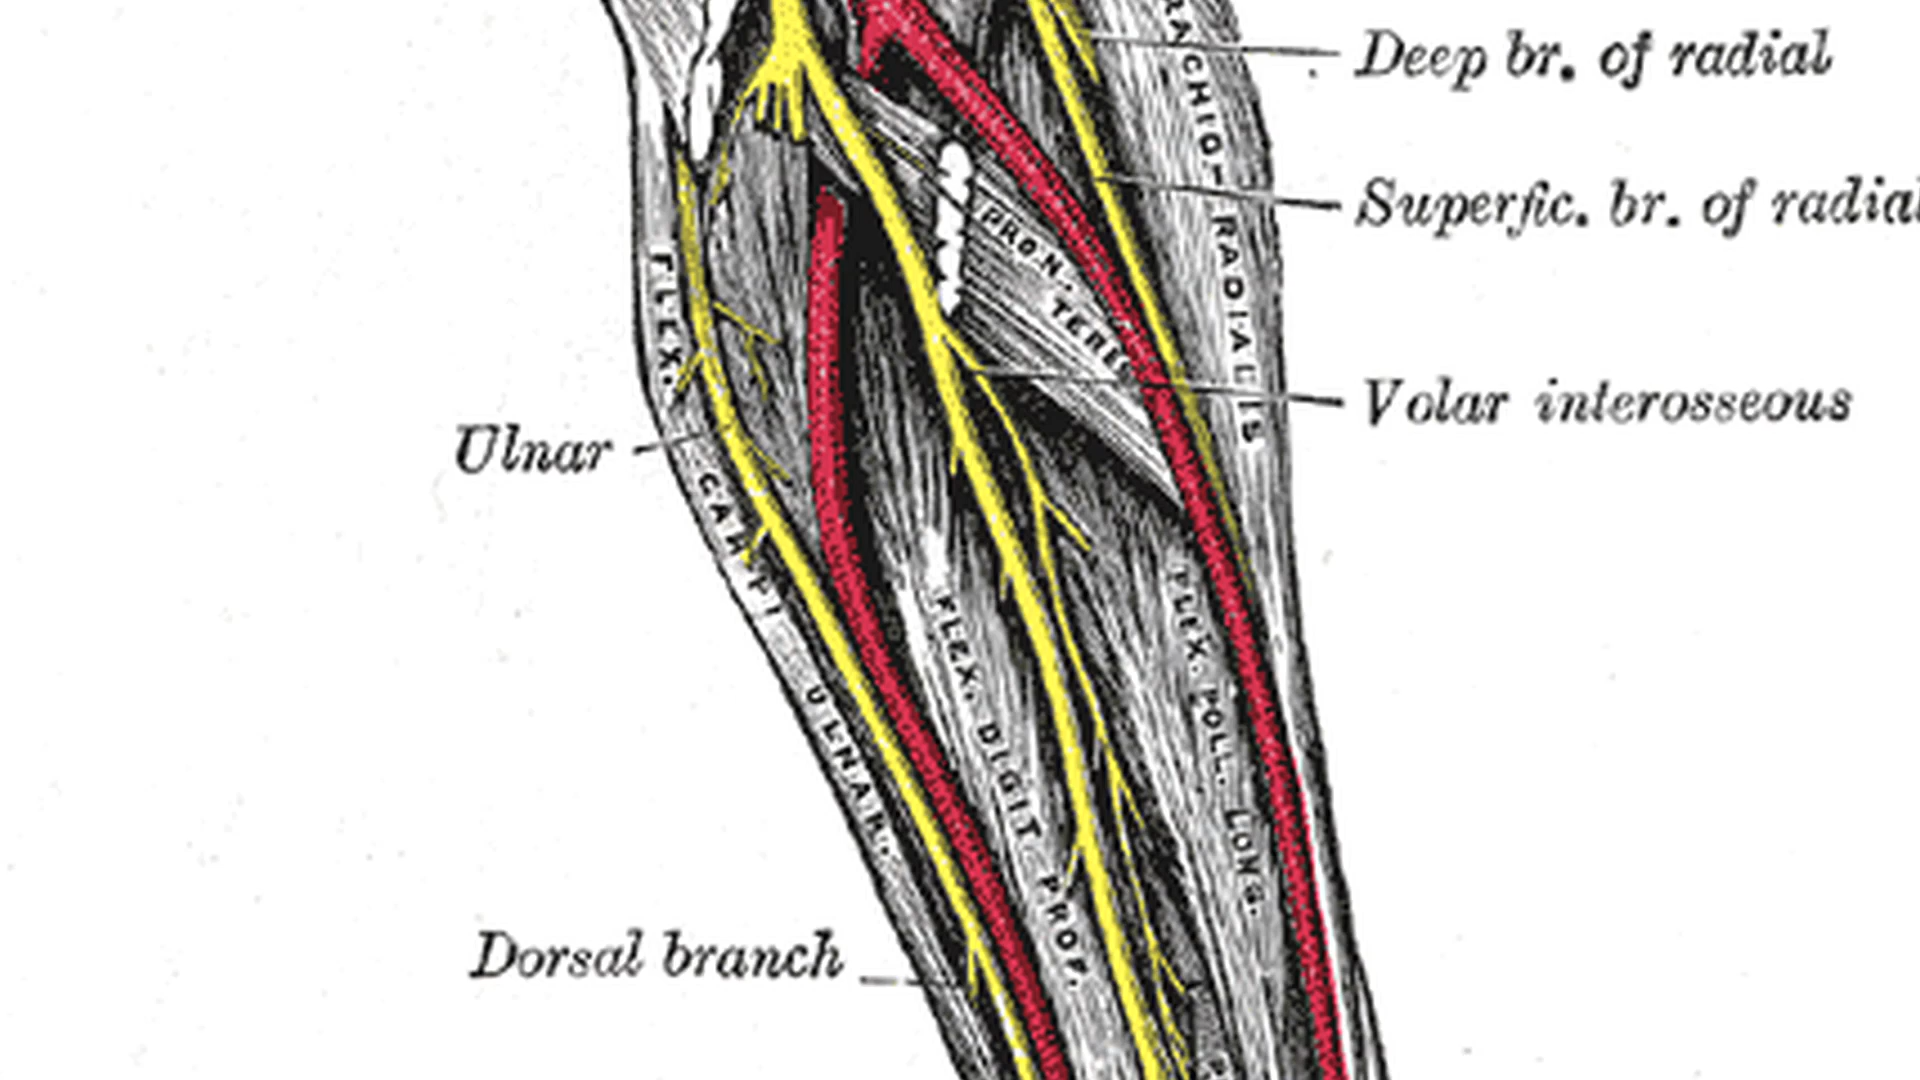 Deep br. of radial
Superfic. br. of radial
Volar interosseous
Ulnar
Dorsal branch
RACHIO-RADIALIS
PRON. TERES
FLEX. CARPI ULNAR.
FLEX. DIGIT. PROF.
FLEX. POLL. LONG.